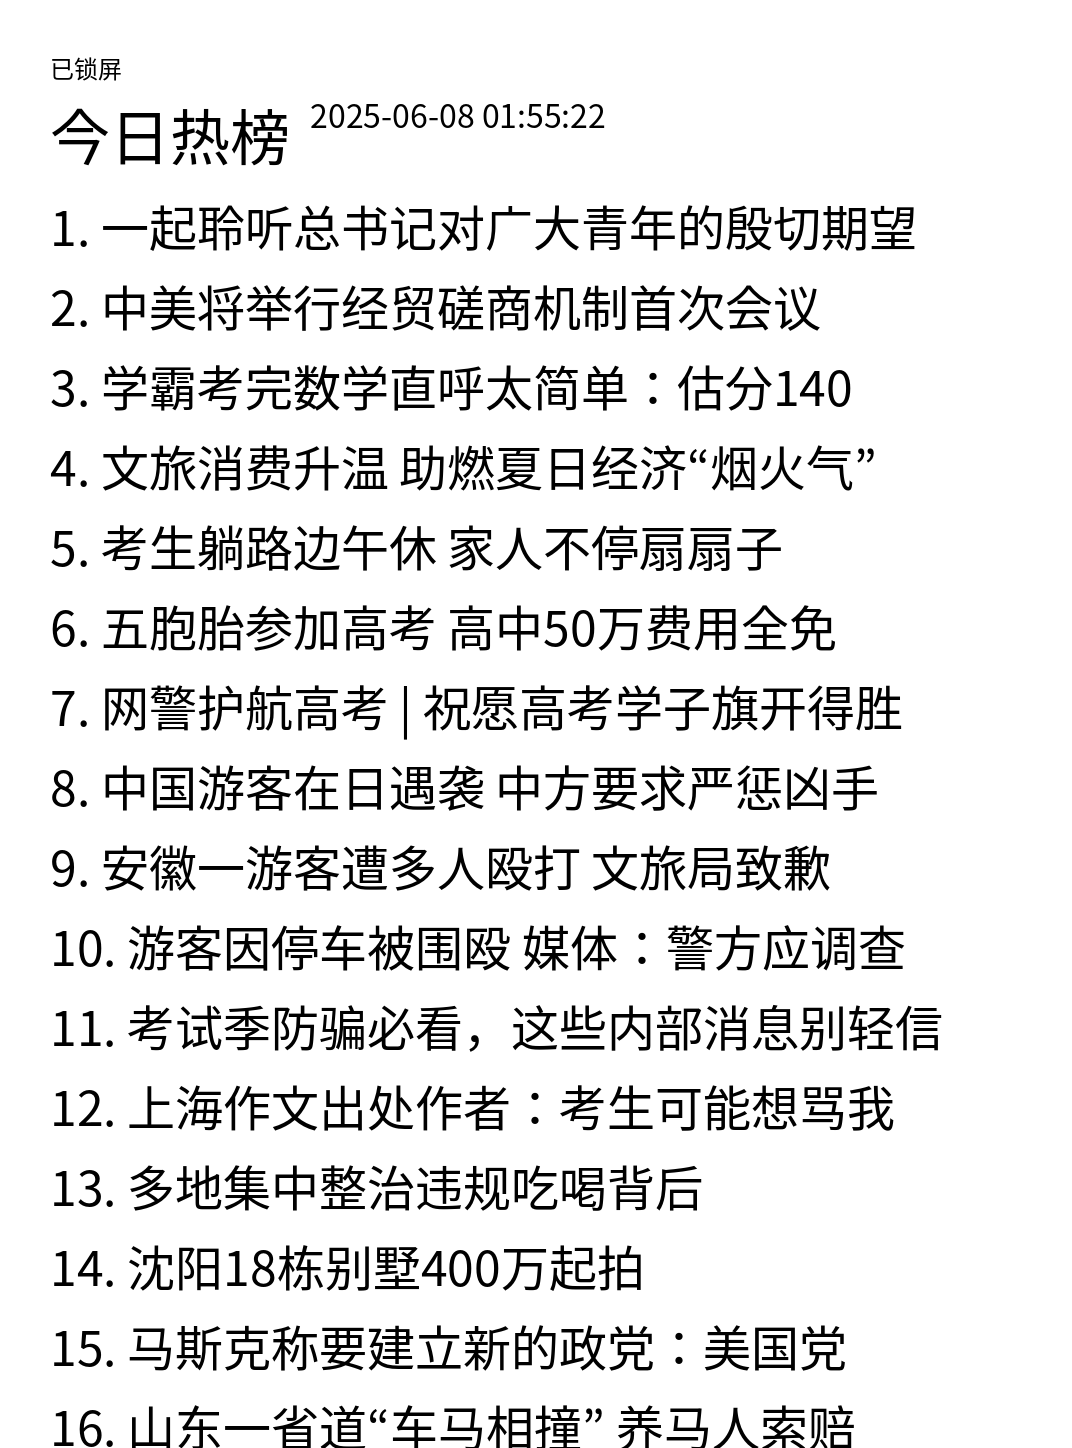 已锁屏
今日热榜 2025-06-08 01:55:22
1. 一起聆听总书记对广大青年的殷切期望
2. 中美将举行经贸磋商机制首次会议
3. 学霸考完数学直呼太简单：估分140
4. 文旅消费升温 助燃夏日经济“烟火气”
5. 考生躺路边午休 家人不停扇扇子
6. 五胞胎参加高考 高中50万费用全免
7. 网警护航高考 | 祝愿高考学子旗开得胜
8. 中国游客在日遇袭 中方要求严惩凶手
9. 安徽一游客遭多人殴打 文旅局致歉
10. 游客因停车被围殴 媒体：警方应调查
11. 考试季防骗必看，这些内部消息别轻信
12. 上海作文出处作者：考生可能想骂我
13. 多地集中整治违规吃喝背后
14. 沈阳18栋别墅400万起拍
15. 马斯克称要建立新的政党：美国党
16. 山东一省道“车马相撞” 养马人索赔